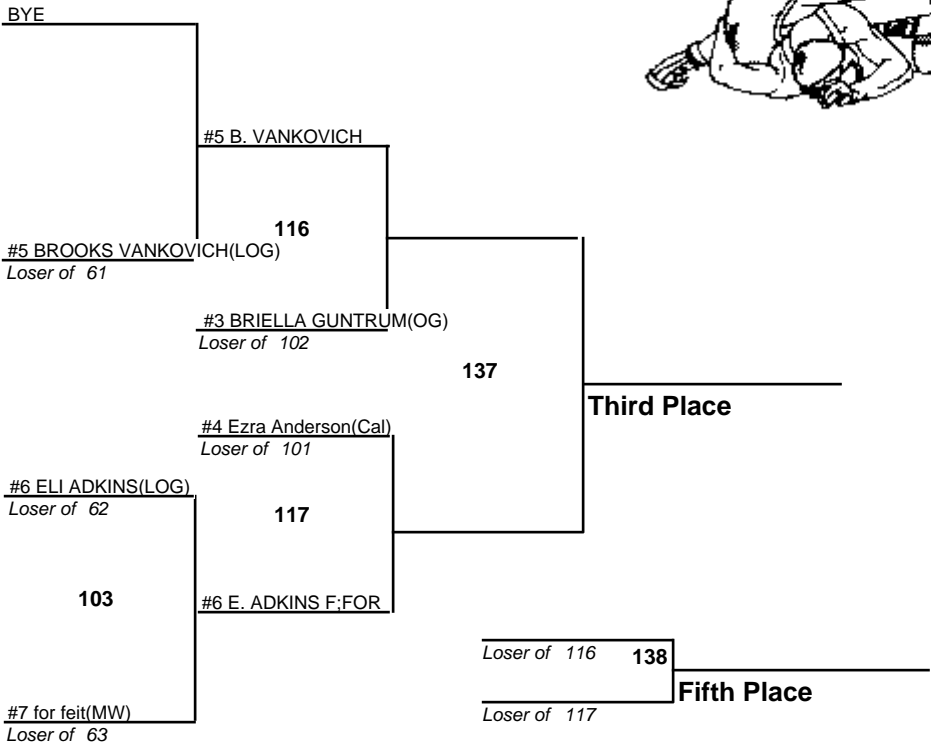 BYE
#5 B. VANKOVICH
116
#5 BROOKS VANKOVICH(LOG)
Loser of 61
#3 BRIELLA GUNTRUM(OG)
Loser of 102
137
Third Place
#4 Ezra Anderson(Cal)
Loser of 101
#6 ELI ADKINS(LOG)
Loser of 62
117
103
#6 E. ADKINS F;FOR
Loser of 116
138
Fifth Place
Loser of 117
#7 for feit(MW)
Loser of 63